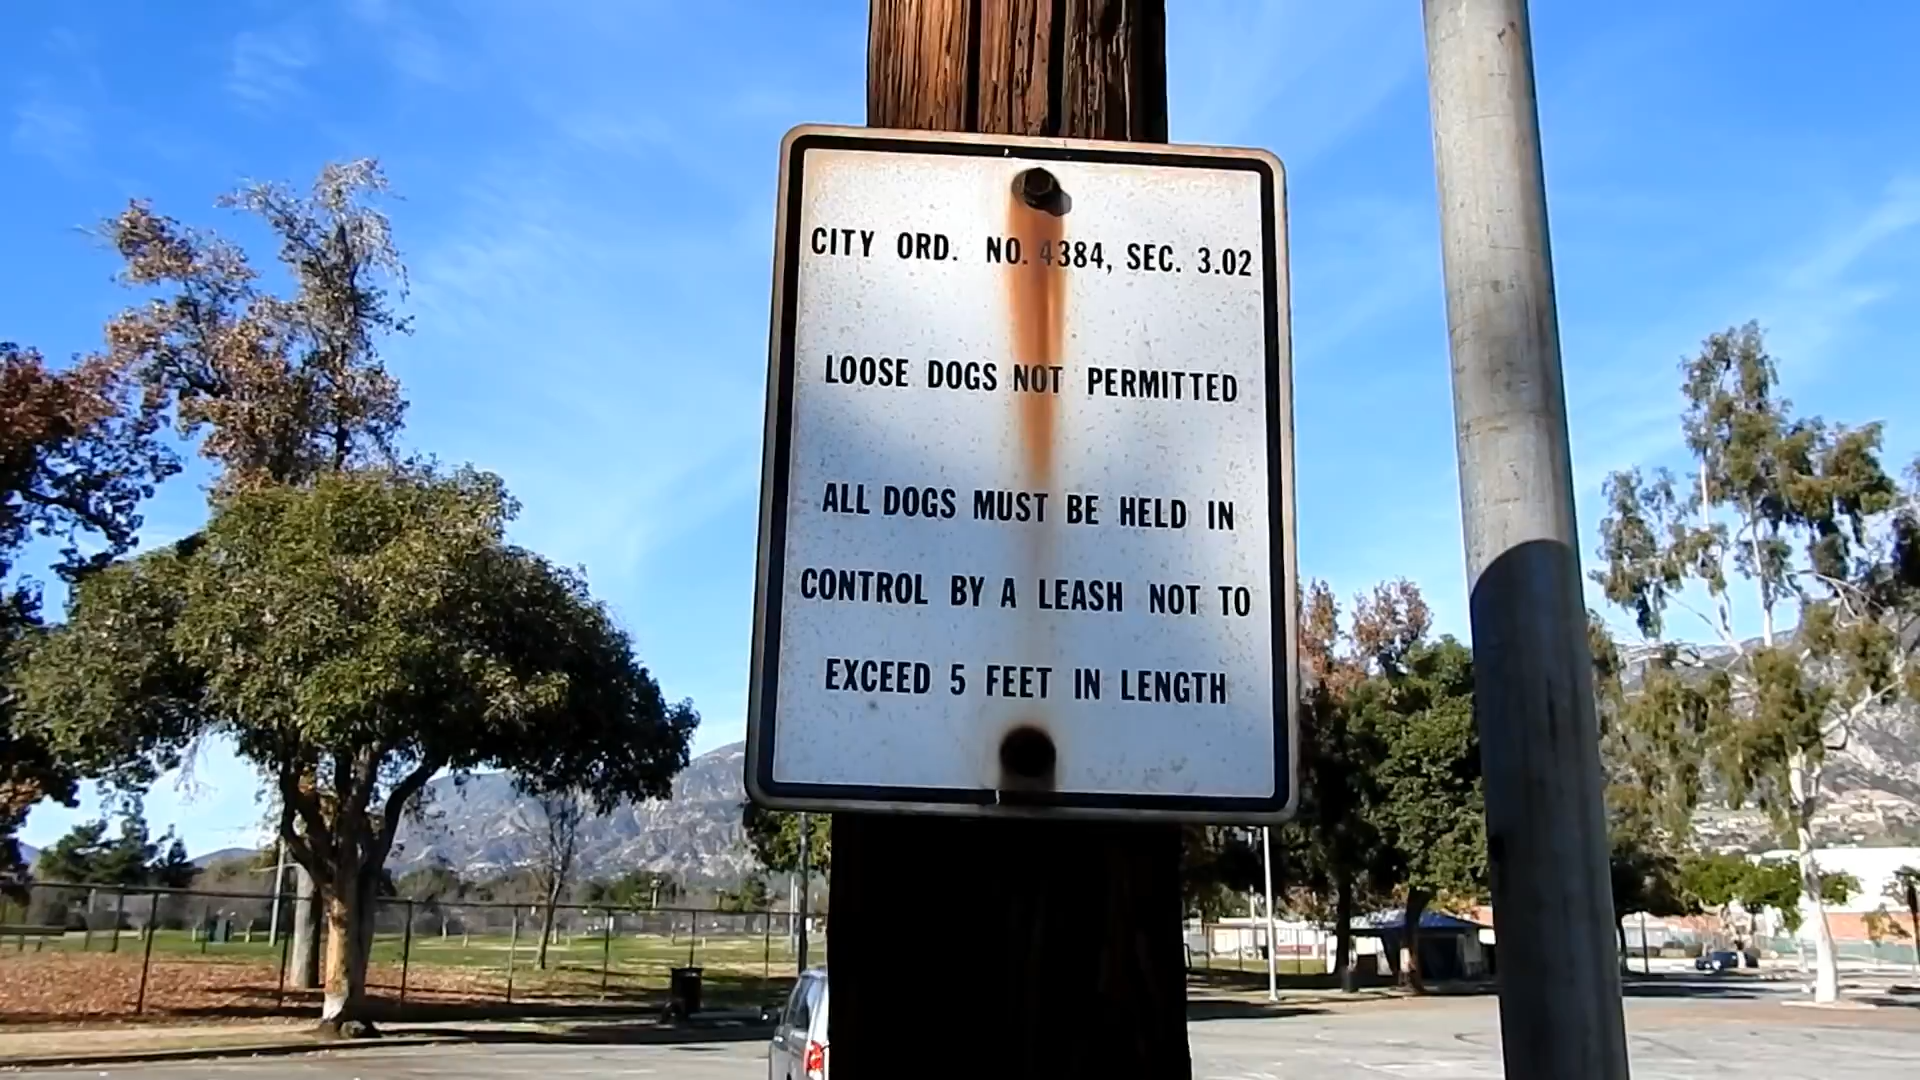 CITY ORD. NO. 4384, SEC. 3.02
LOOSE DOGS NOT PERMITTED
ALL DOGS MUST BE HELD IN
CONTROL BY A LEASH NOT TO
EXCEED 5 FEET IN LENGTH